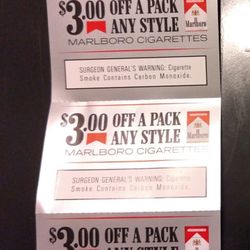 $3.00 OFF A PACK
ANY STYLE
Marlboro
MARLBORO CIGARETTES
SURGEON GENERAL'S WARNING: Cigarette
Smoke Contains Carbon Monoxide.
$3.00 OFF A PACK
ANY STYLE
Marlboro
MARLBORO CIGARETTES
SURGEON GENERAL'S WARNING: Cigarette
Smoke Contains Carbon Monoxide.
$3.00 OFF A PACK
ANY STYLE